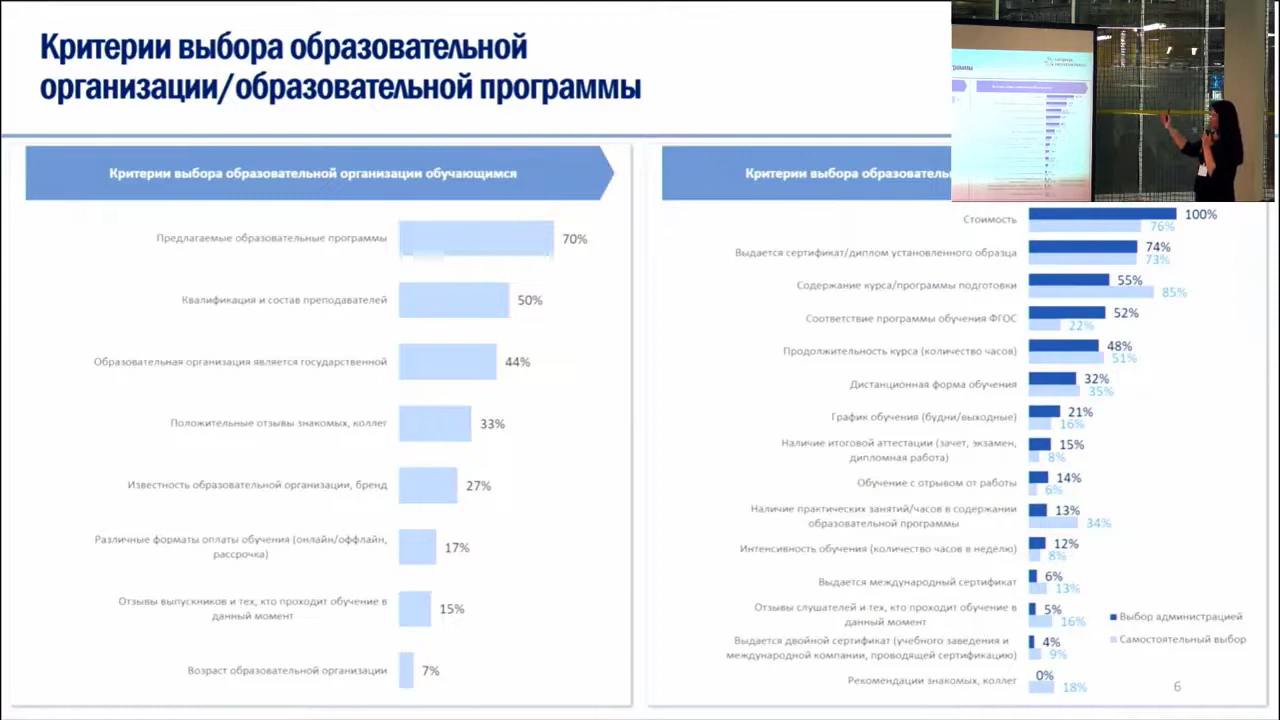 Критерии выбора образовательной
организации/образовательной программы
Критерии выбора образовательной организации обучающимся
Предлагаемые образовательные программы
70%
Квалификация и состав преподавателей
50%
Образовательная организация является государственной
44%
Положительные отзывы знакомых, коллег
33%
Известность образовательной организации, бренд
27%
Различные форматы оплаты обучения (онлайн/оффлайн,
рассрочка)
17%
Отзывы выпускников и тех, кто проходит обучение в
данный момент
15%
Возраст образовательной организации
7%
Критерии выбора
Стоимость
100%
76%
Выдается сертификат/диплом установленного образца
74%
73%
Содержание курса/программы подготовки
55%
85%
Соответствие программы обучения ФГОС
52%
22%
Продолжительность курса (количество часов)
48%
51%
Дистанционная форма обучения
32%
35%
График обучения (будни/выходные)
21%
16%
Наличие итоговой аттестации (зачет, экзамен,
дипломная работа)
15%
8%
Обучение с отрывом от работы
14%
6%
Наличие практических занятий/часов в содержании
образовательной программы
13%
34%
Интенсивность обучения (количество часов в неделю)
12%
8%
Выдается международный сертификат
6%
13%
Отзывы слушателей и тех, кто проходит обучение в
данный момент
5%
16%
Выдается двойной сертификат (учебного заведения и
международной компании, проводящей сертификацию)
4%
9%
Рекомендации знакомых, коллег
0%
18%
Выбор администрацией
Самостоятельный выбор
6